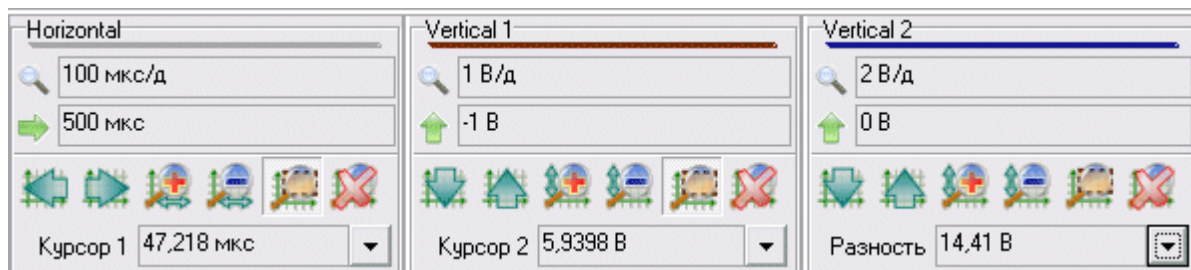 Horizontal
100 мкс/д
500 мкс
Курсор 1 47,218 мкс
Vertical 1
1 В/д
-1 В
Курсор 2 5,9398 В
Vertical 2
2 В/д
0 В
Разность 14,41 В